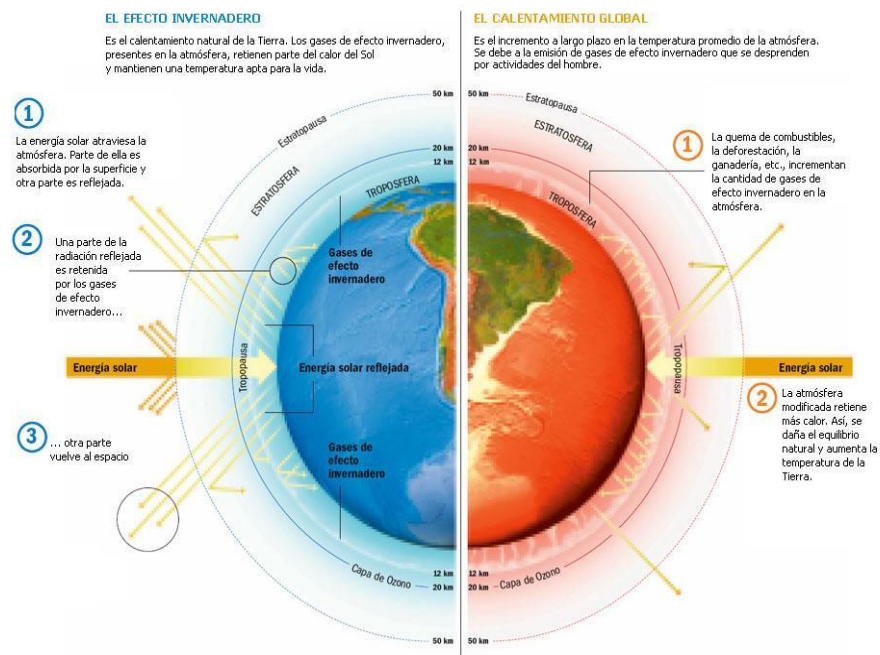 EL EFECTO INVERNADERO
Es el calentamiento natural de la Tierra. Los gases de efecto invernadero,
presentes en la atmósfera, retienen parte del calor del Sol
y mantienen una temperatura apta para la vida.
1
La energía solar atraviesa la
atmósfera. Parte de ella es
absorbida por la superficie y
otra parte es reflejada.
2
Una parte de la
radiación reflejada
es retenida
por los gases
de efecto
invernadero...
Energía solar
3
... otra parte
vuelve al espacio
50 km
Estratopausa
ESTRATOSFERA
20 km
12 km
TROPOSFERA
Gases de
efecto
invernadero
Tropopausa
Energía solar reflejada
Gases de
efecto
invernadero
Capa de Ozono
12 km
20 km
50 km
EL CALENTAMIENTO GLOBAL
Es el incremento a largo plazo en la temperatura promedio de la atmósfera.
Se debe a la emisión de gases de efecto invernadero que se desprenden
por actividades del hombre.
50 km
Estratopausa
ESTRATOSFERA
20 km
12 km
TROPOSFERA
1
La quema de combustibles,
la deforestación, la
ganadería, etc., incrementan
la cantidad de gases de
efecto invernadero en la
atmósfera.
Tropopausa
Energía solar
2
La atmósfera
modificada retiene
más calor. Así, se
daña el equilibrio
natural y aumenta la
temperatura de la
Tierra.
12 km
20 km
Capa de Ozono
50 km